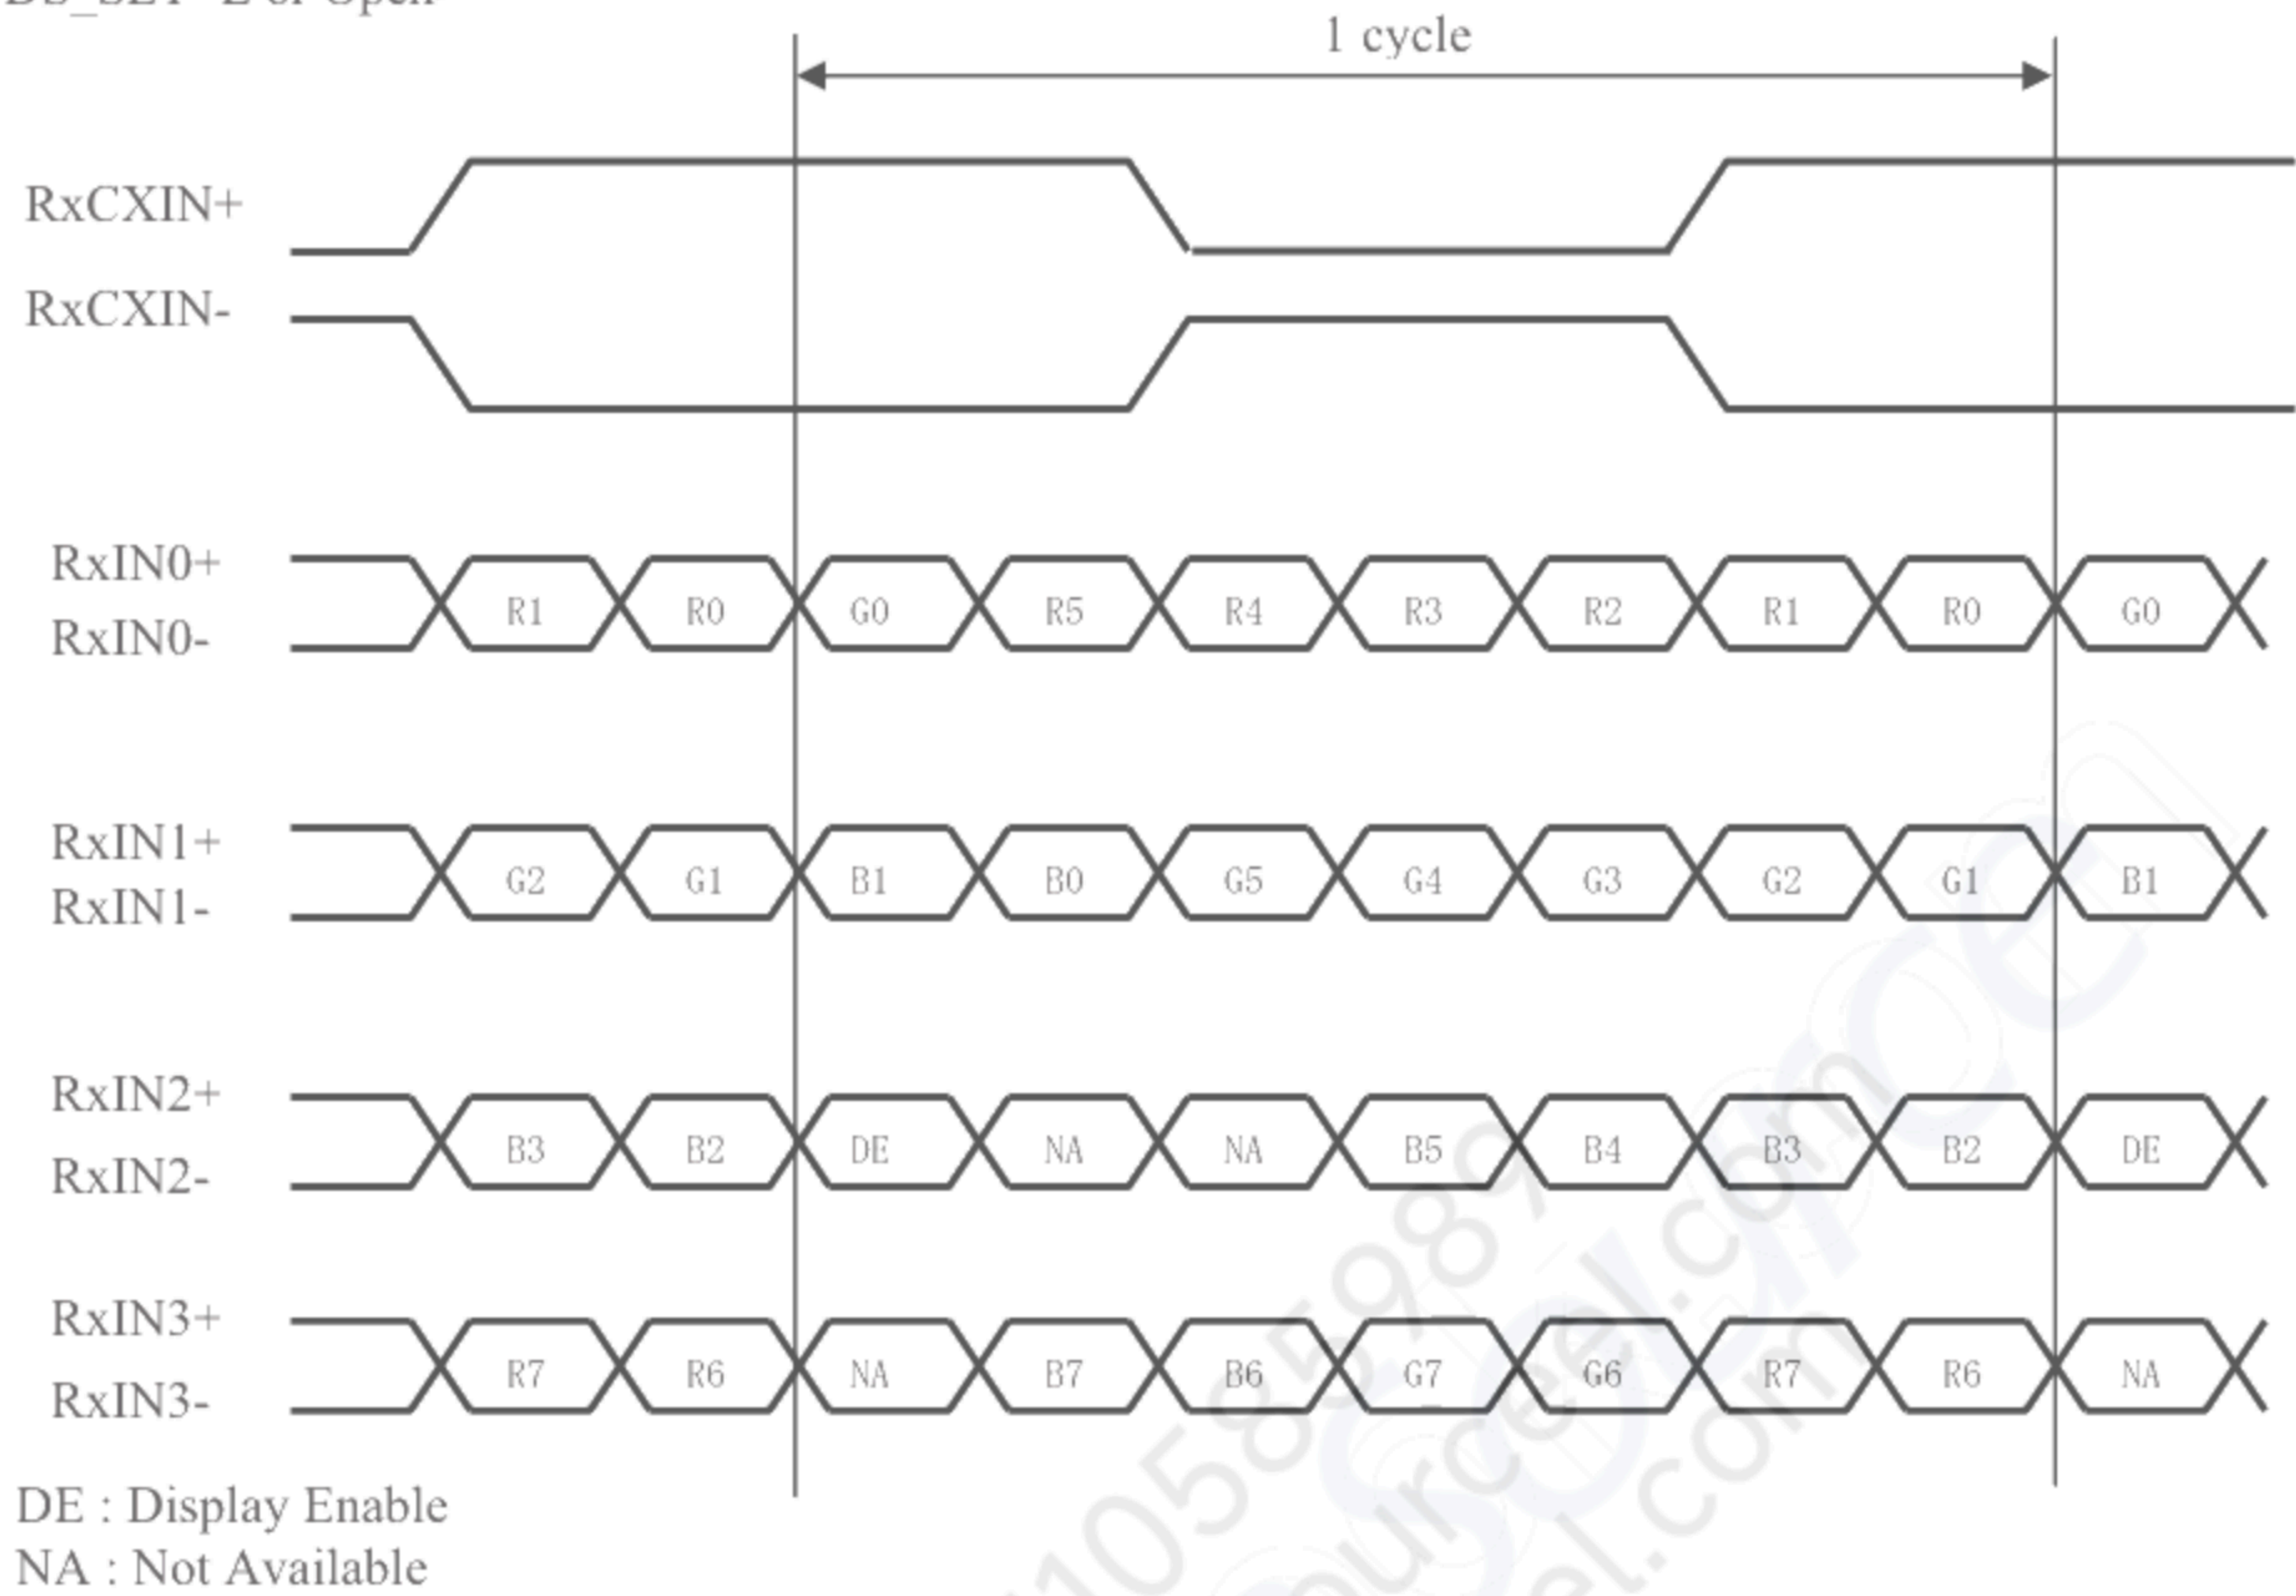 1 cycle
RxCXIN+
RxCXIN-
RxIN0+
R1 R0 G0 R5 R4 R3 R2 R1 R0 G0
RxIN0-
RxIN1+
G2 G1 B1 B0 G5 G4 G3 G2 G1 B1
RxIN1-
RxIN2+
B3 B2 DE NA NA B5 B4 B3 B2 DE
RxIN2-
RxIN3+
R7 R6 NA B7 B6 G7 G6 R7 R6 NA
RxIN3-
DE : Display Enable
NA : Not Available